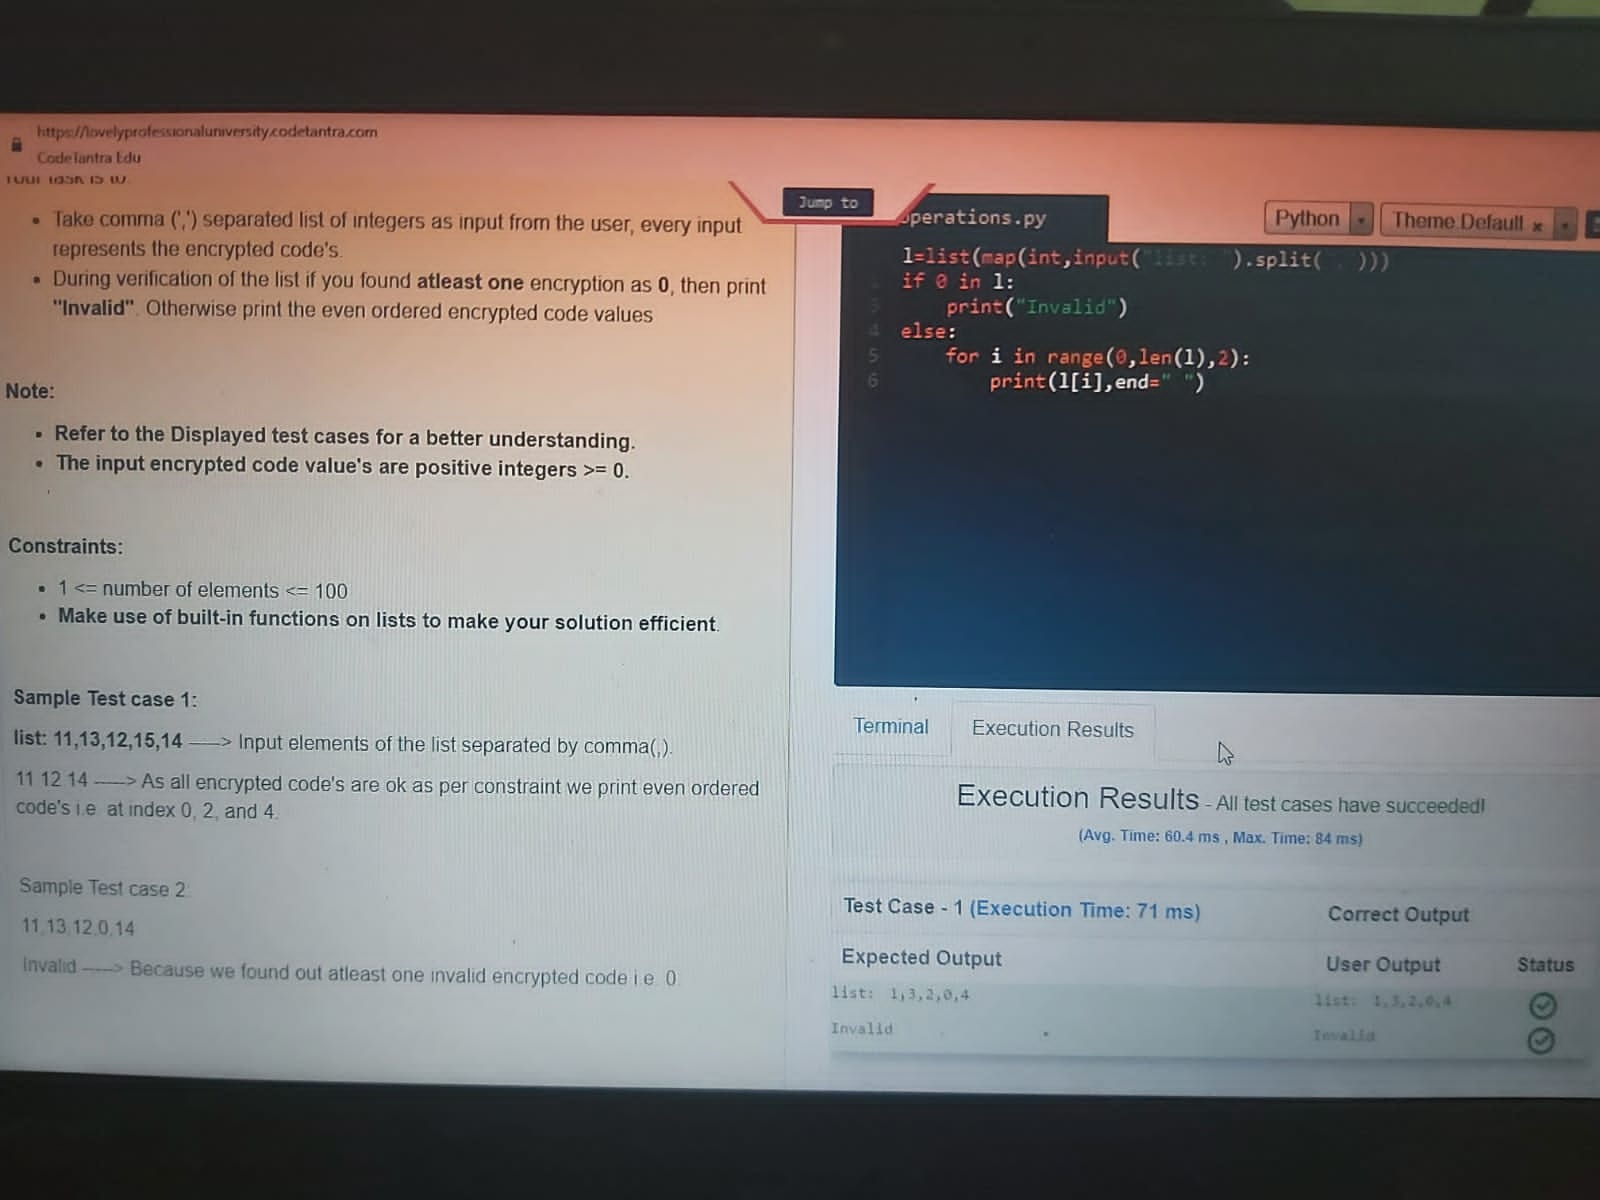 https://lovelyprofessionaluniversity.codetantra.com
CodeTantra Edu
Your task is to:
• Take comma (',') separated list of integers as input from the user, every input
represents the encrypted code's.
• During verification of the list if you found atleast one encryption as 0, then print
"Invalid". Otherwise print the even ordered encrypted code values
Note:
• Refer to the Displayed test cases for a better understanding.
• The input encrypted code value's are positive integers >= 0.
Constraints:
• 1 <= number of elements <= 100
• Make use of built-in functions on lists to make your solution efficient.
Sample Test case 1:
list: 11,13,12,15,14 ----> Input elements of the list separated by comma(,).
11 12 14 ----> As all encrypted code's are ok as per constraint we print even ordered
code's i.e at index 0, 2, and 4.
Sample Test case 2
11,13,12,0,14
Invalid ----> Because we found out atleast one invalid encrypted code i.e. 0.
Jump to
perations.py
Python
Theme:Default x
l=list(map(int,input("list: ").split( , )))
if 0 in l:
3 print("Invalid")
4 else:
5 for i in range(0,len(l),2):
6 print(l[i],end=" ")
Terminal
Execution Results
Execution Results - All test cases have succeeded!
(Avg. Time: 60.4 ms , Max. Time: 84 ms)
Test Case - 1 (Execution Time: 71 ms)
Correct Output
Expected Output
User Output
Status
list: 1,3,2,0,4
list: 1,3,2,0,4
Invalid
Invalid